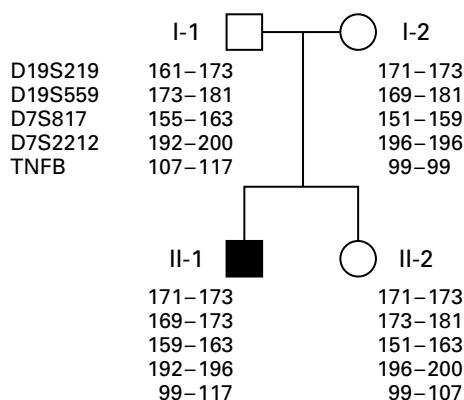 I-1 I-2
D19S219 161–173 171–173
D19S559 173–181 169–181
D7S817 155–163 151–159
D7S2212 192–200 196–196
TNFB 107–117 99–99
II-1 II-2
171–173 171–173
169–173 173–181
159–163 151–163
192–196 196–200
99–117 99–107